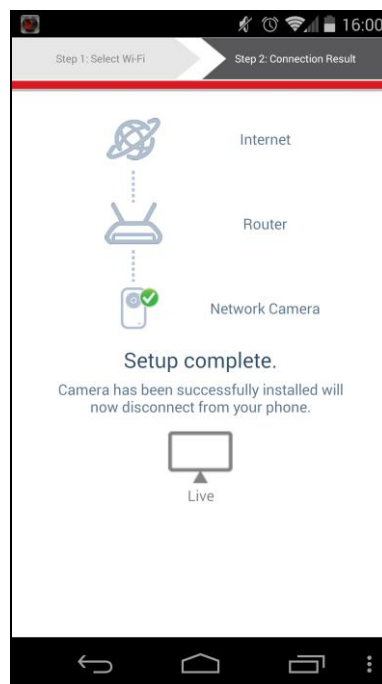 16:00
Step 1: Select Wi-Fi
Step 2: Connection Result
Internet
Router
Network Camera
Setup complete.
Camera has been successfully installed will
now disconnect from your phone.
Live